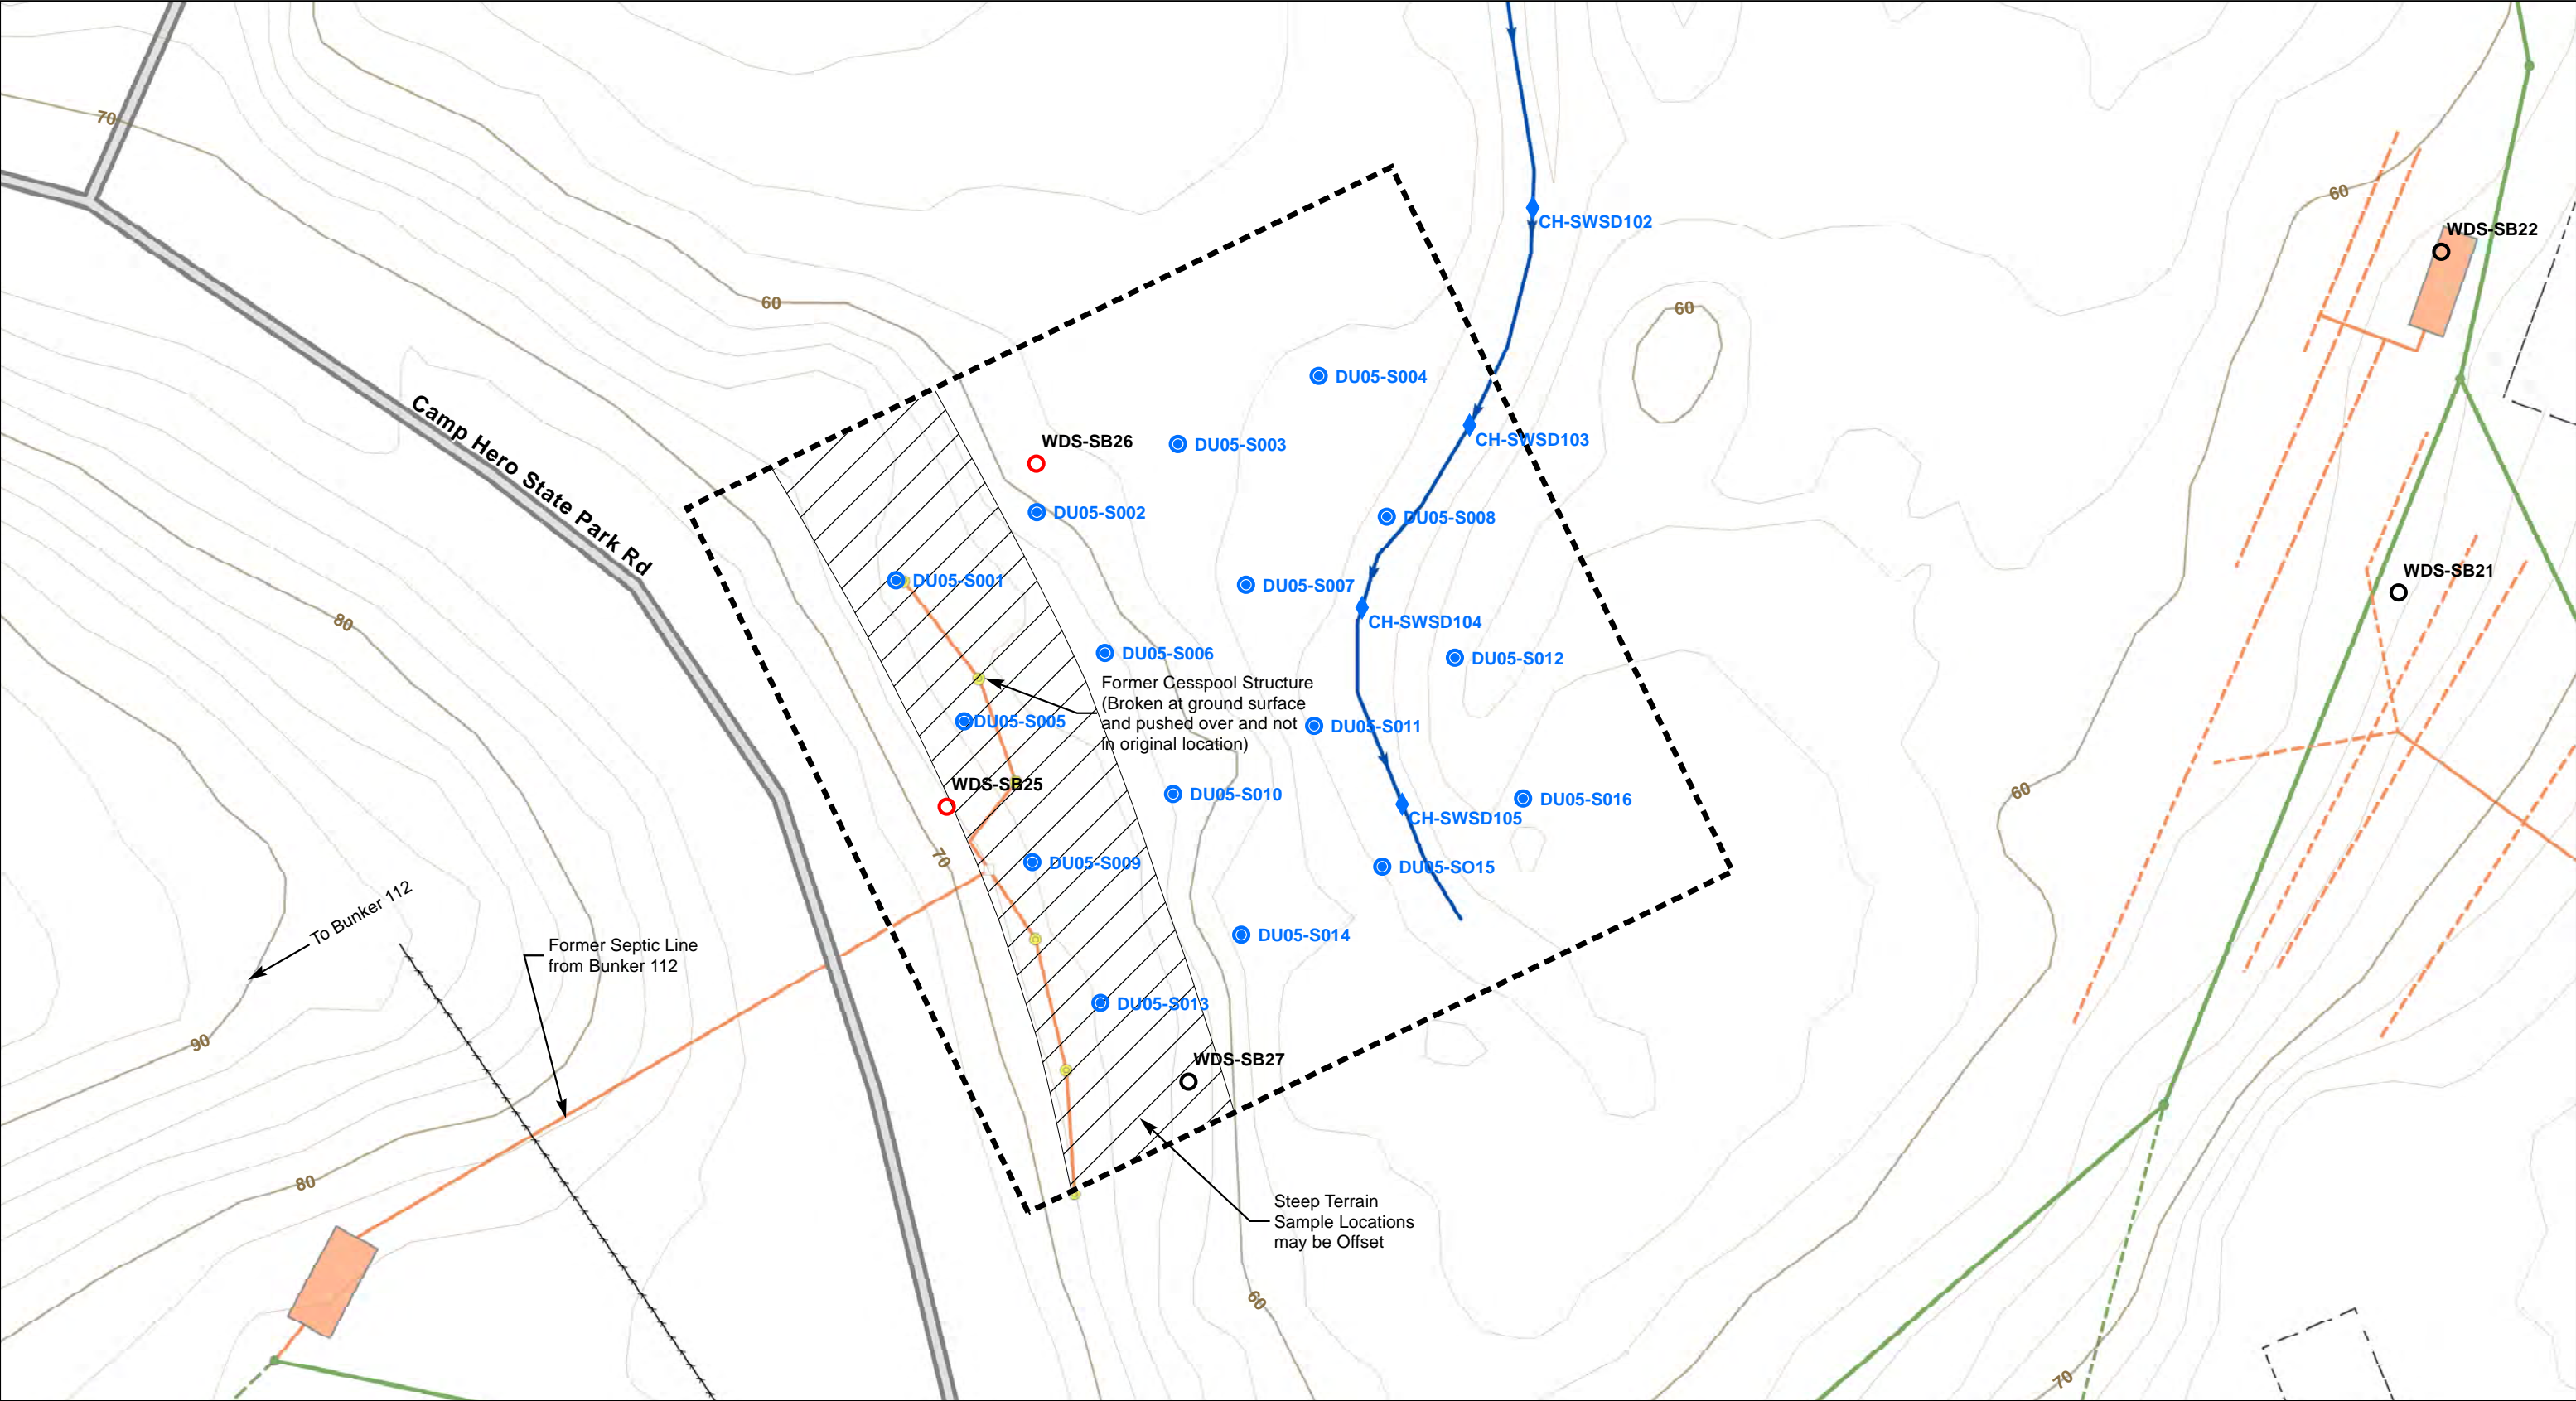 70
60
CH-SWSD102
WDS-SB22
60
60
DU05-S004
Camp Hero State Park Rd
WDS-SB26
DU05-S003
CH-SWSD103
DU05-S002
DU05-S008
DU05-S001
DU05-S007
WDS-SB21
80
CH-SWSD104
DU05-S006
DU05-S012
Former Cesspool Structure
(Broken at ground surface
and pushed over and not
in original location)
DU05-S005
DU05-S011
WDS-SB25
DU05-S010
DU05-S016
60
CH-SWSD105
70
DU05-S009
DU05-SO15
To Bunker 112
DU05-S014
Former Septic Line
from Bunker 112
DU05-S013
90
WDS-SB27
80
Steep Terrain
Sample Locations
may be Offset
60
70